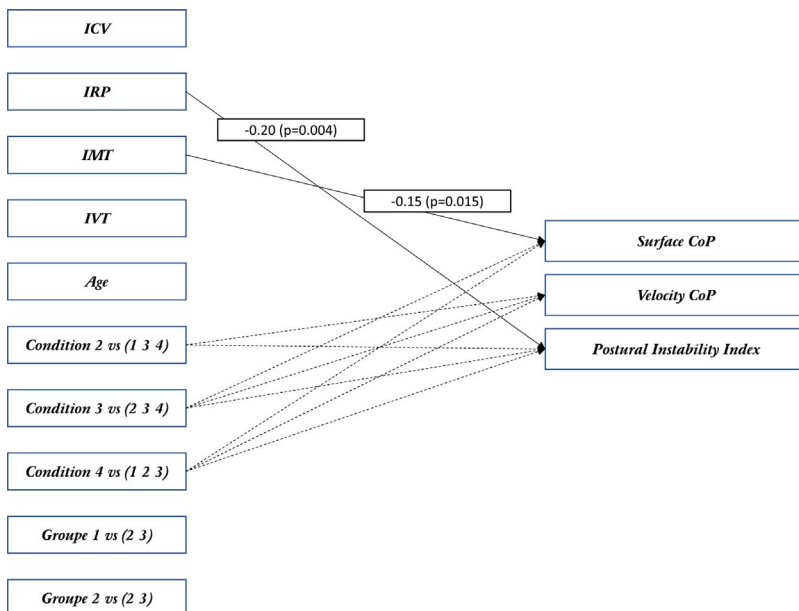 ICV
IRP
-0.20 (p=0.004)
IMT
-0.15 (p=0.015)
IVT
Surface CoP
Age
Velocity CoP
Condition 2 vs (1 3 4)
Postural Instability Index
Condition 3 vs (2 3 4)
Condition 4 vs (1 2 3)
Groupe 1 vs (2 3)
Groupe 2 vs (2 3)